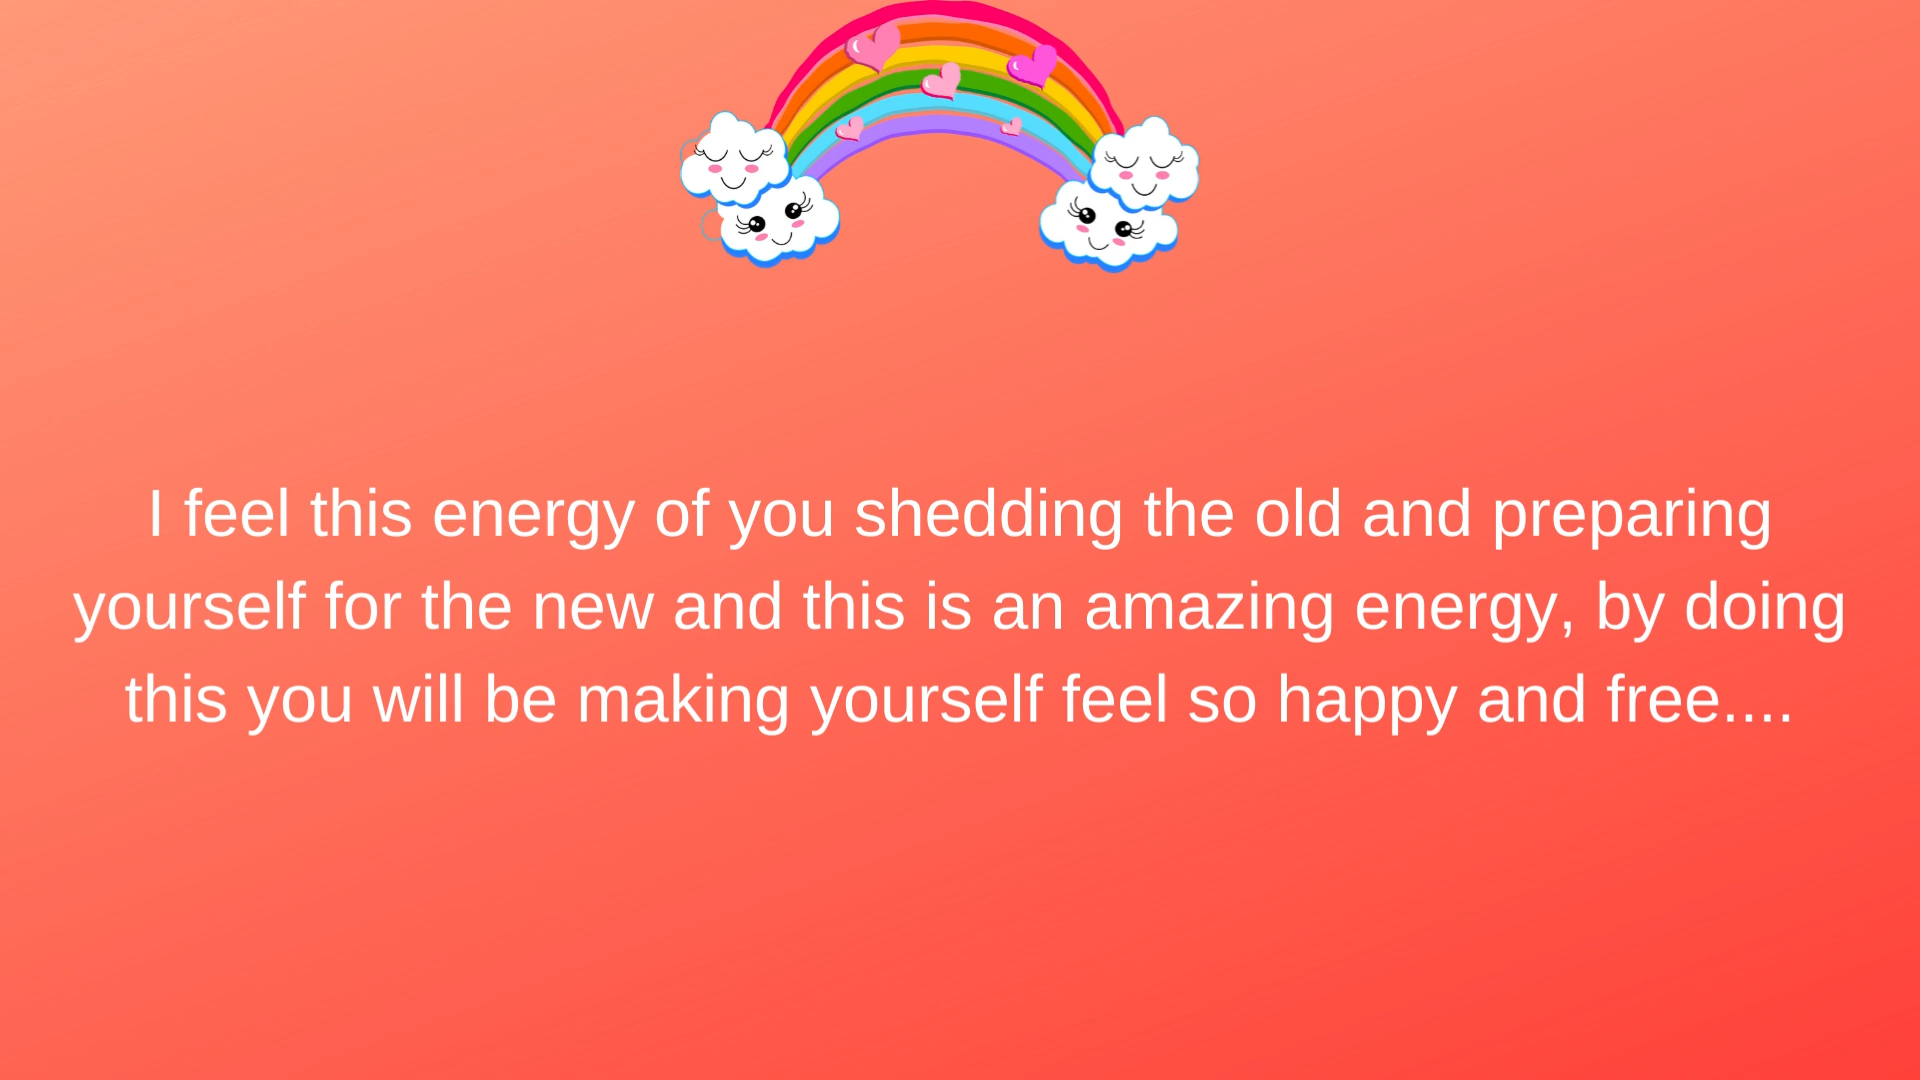 I feel this energy of you shedding the old and preparing
yourself for the new and this is an amazing energy, by doing
this you will be making yourself feel so happy and free....